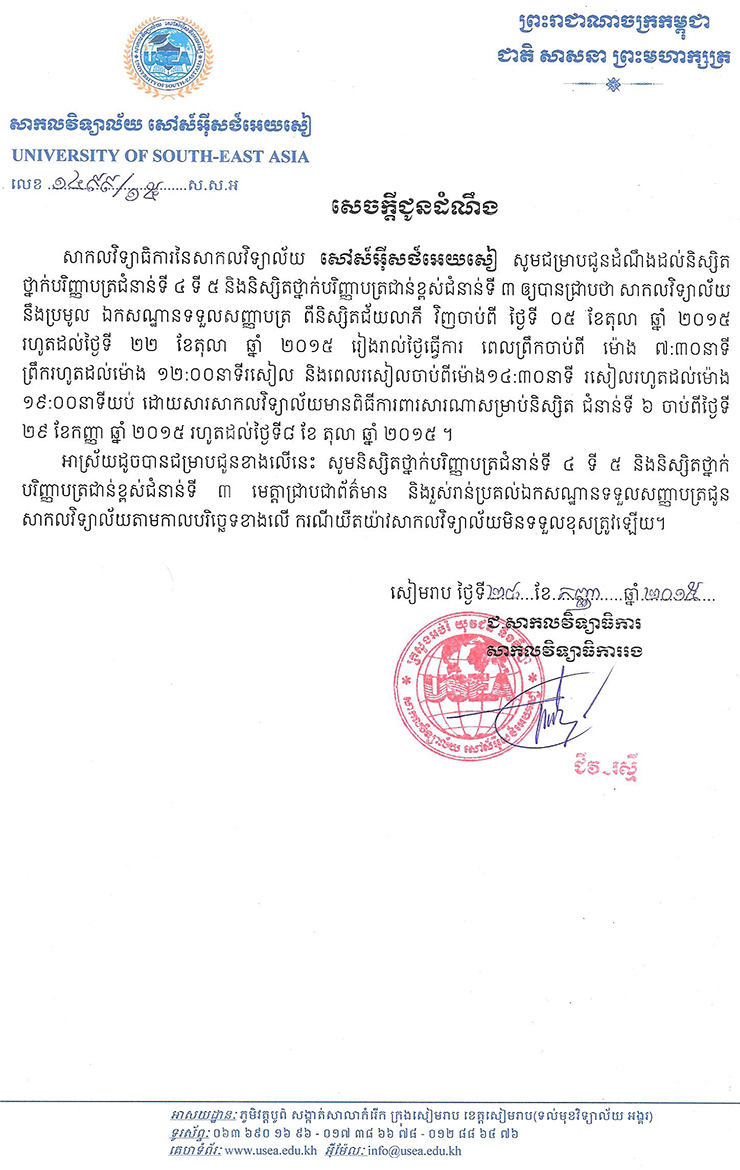 ព្រះរាជាណាចក្រកម្ពុជា
ជាតិ សាសនា ព្រះមហាក្សត្រ
USEA
UNIVERSITY OF SOUTH-EAST ASIA
សាកលវិទ្យាល័យ សៅស៍អ៊ីសថ៍អេយសៀ
UNIVERSITY OF SOUTH-EAST ASIA
លេខ ១៤៩៩/១៥ ស.ស.អ
សេចក្តីជូនដំណឹង
សាកលវិទ្យាធិការនៃសាកលវិទ្យាល័យ សៅស៍អ៊ីសថ៍អេយសៀ សូមជម្រាបជូនដំណឹងដល់និស្សិត
ថ្នាក់បរិញ្ញាបត្រជំនាន់ទី ៤ ទី ៥ និងនិស្សិតថ្នាក់បរិញ្ញាបត្រជាន់ខ្ពស់ជំនាន់ទី ៣ ឲ្យបានជ្រាបថា សាកលវិទ្យាល័យ
នឹងប្រមូល ឯកសណ្ឋានទទួលសញ្ញាបត្រ ពីនិស្សិតជ័យលាភី វិញចាប់ពី ថ្ងៃទី ០៥ ខែតុលា ឆ្នាំ ២០១៥
រហូតដល់ថ្ងៃទី ២២ ខែតុលា ឆ្នាំ ២០១៥ រៀងរាល់ថ្ងៃធ្វើការ ពេលព្រឹកចាប់ពី ម៉ោង ៧:៣០នាទី
ព្រឹករហូតដល់ម៉ោង ១២:០០នាទីរសៀល និងពេលរសៀលចាប់ពីម៉ោង១៤:៣០នាទី រសៀលរហូតដល់ម៉ោង
១៩:០០នាទីយប់ ដោយសារសាកលវិទ្យាល័យមានពិធីការពារសារណាសម្រាប់និស្សិត ជំនាន់ទី ៦ ចាប់ពីថ្ងៃទី
២៩ ខែកញ្ញា ឆ្នាំ ២០១៥ រហូតដល់ថ្ងៃទី៨ ខែ តុលា ឆ្នាំ ២០១៥ ។
អាស្រ័យដូចបានជម្រាបជូនខាងលើនេះ សូមនិស្សិតថ្នាក់បរិញ្ញាបត្រជំនាន់ទី ៤ ទី ៥ និងនិស្សិតថ្នាក់
បរិញ្ញាបត្រជាន់ខ្ពស់ជំនាន់ទី ៣ មេត្តាជ្រាបជាព័ត៌មាន និងរួសរាន់ប្រគល់ឯកសណ្ឋានទទួលសញ្ញាបត្រជូន
សាកលវិទ្យាល័យតាមកាលបរិច្ឆេទខាងលើ ករណីយឺតយ៉ាវសាកលវិទ្យាល័យមិនទទួលខុសត្រូវឡើយ។
សៀមរាប ថ្ងៃទី២៨ ខែ កញ្ញា ឆ្នាំ ២០១៥
ជ.សាកលវិទ្យាធិការ
សាកលវិទ្យាធិការរង
ក្រសួងអប់រំ យុវជន និងកីឡា
USEA
សាកលវិទ្យាល័យ សៅស៍អ៊ីសថ៍អេយសៀ
ជីវ រស្មី
អាសយដ្ឋាន: ភូមិវត្តបូព៌ សង្កាត់សាលាកំរើក ក្រុងសៀមរាប ខេត្តសៀមរាប(ទល់មុខវិទ្យាល័យ អង្គរ)
ទូរស័ព្ទ: ០៦៣ ៦៩០ ១៦ ៩៦ - ០១៧ ៣៨ ៦៦ ៧៨ - ០១២ ៨៨ ៦៤ ៧៦
គេហទំព័រ: www.usea.edu.kh អ៊ីម៉ែល: info@usea.edu.kh